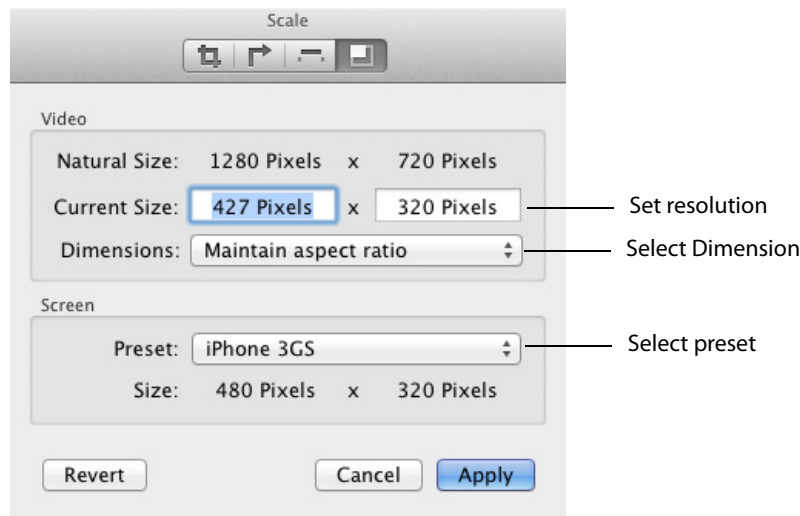 Scale
Video
Natural Size: 1280 Pixels x 720 Pixels
Current Size: 427 Pixels x 320 Pixels
Set resolution
Dimensions: Maintain aspect ratio
Select Dimension
Screen
Preset: iPhone 3GS
Select preset
Size: 480 Pixels x 320 Pixels
Revert Cancel Apply